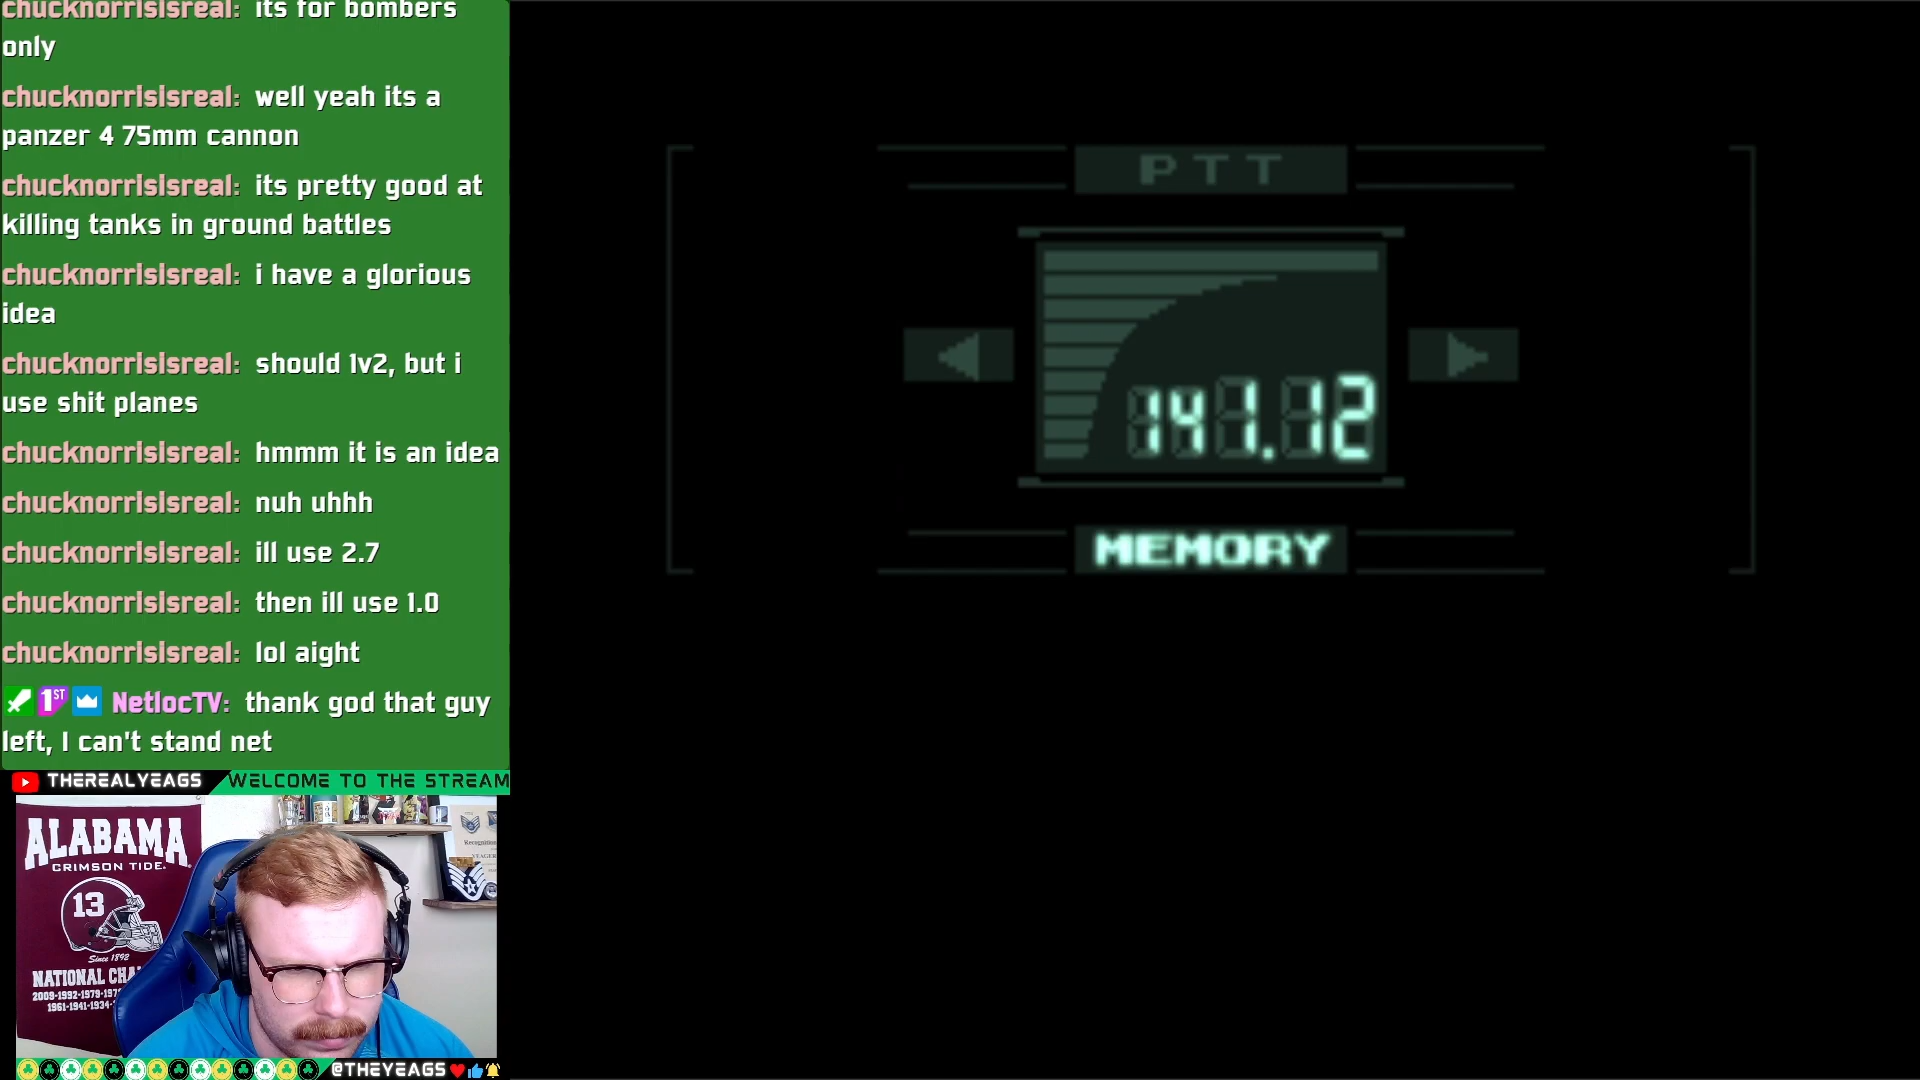 chucknorrisisreal: its for bombers
only
chucknorrisisreal: well yeah its a
panzer 4 75mm cannon
chucknorrisisreal: its pretty good at
killing tanks in ground battles
chucknorrisisreal: i have a glorious
idea
chucknorrisisreal: should 1v2, but i
use shit planes
chucknorrisisreal: hmmm it is an idea
chucknorrisisreal: nuh uhhh
chucknorrisisreal: ill use 2.7
chucknorrisisreal: then ill use 1.0
chucknorrisisreal: lol aight
1ST NetlocTV: thank god that guy
left, I can't stand net
THEREALYEAGS WELCOME TO THE STREAM
ALABAMA
CRIMSON TIDE
13
Since 1892
NATIONAL CHA
Recognition
YEAGER
@THEYEAGS
PTT
141.12
MEMORY